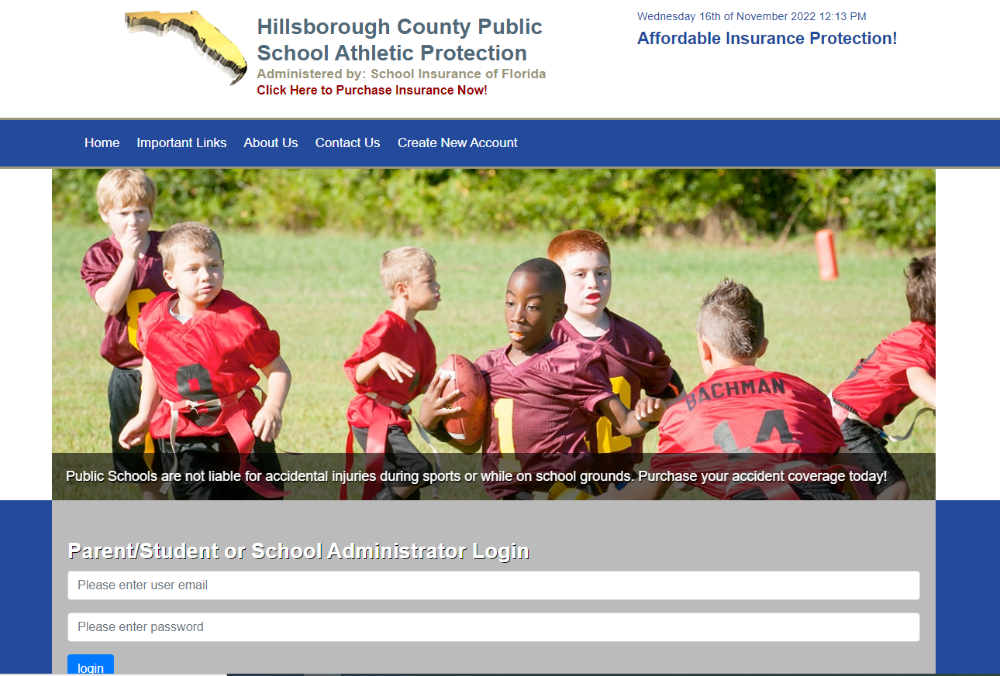 Hillsborough County Public
School Athletic Protection
Administered by: School Insurance of Florida
Click Here to Purchase Insurance Now!
Wednesday 16th of November 2022 12:13 PM
Affordable Insurance Protection!
Home Important Links About Us Contact Us Create New Account
BACHMAN
14
1
Public Schools are not liable for accidental injuries during sports or while on school grounds. Purchase your accident coverage today!
Parent/Student or School Administrator Login
Please enter user email
Please enter password
login